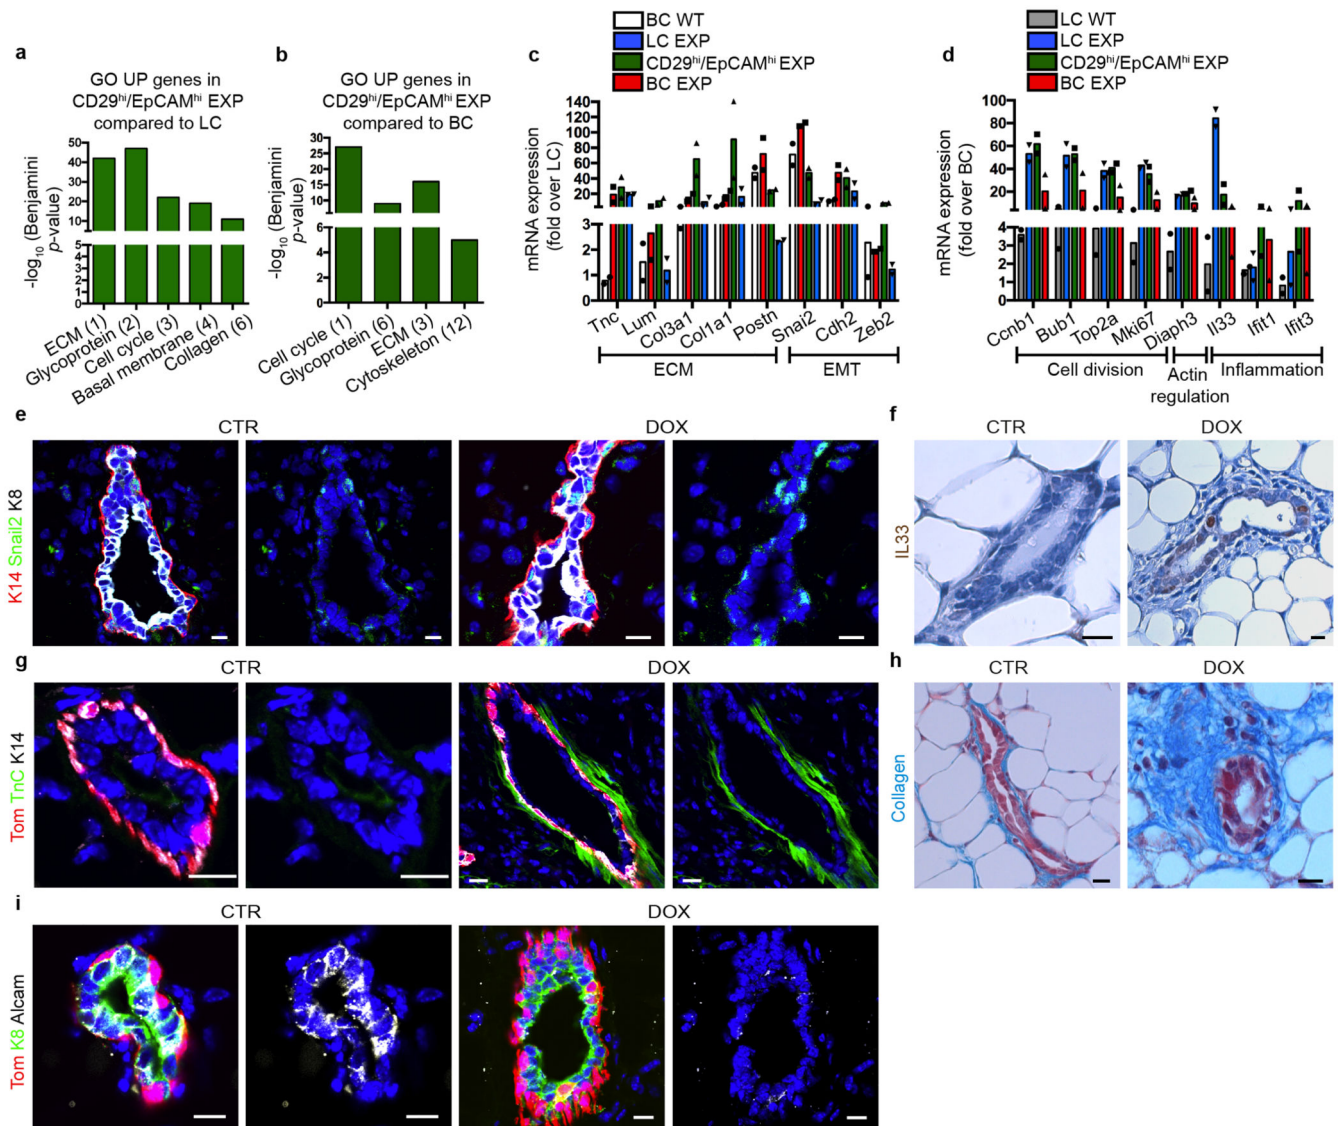 a
GO UP genes in
CD29hi/EpCAMhi EXP
compared to LC
-log10 (Benjamini
p-value)
50
40
30
20
10
5
4
3
2
1
0
ECM (1)
Glycoprotein (2)
Cell cycle (3)
Basal membrane (4)
Collagen (6)
b
GO UP genes in
CD29hi/EpCAMhi EXP
compared to BC
-log10 (Benjamini
p-value)
30
25
20
15
10
5
6
4
2
0
Cell cycle (1)
Glycoprotein (6)
ECM (3)
Cytoskeleton (12)
c
BC WT
LC EXP
CD29hi/EpCAMhi EXP
BC EXP
mRNA expression
(fold over LC)
140
120
100
80
60
40
20
3
2
1
0
Tnc
Lum
Col3a1
Col1a1
Postn
Snai2
Cdh2
Zeb2
ECM
EMT
d
LC WT
LC EXP
CD29hi/EpCAMhi EXP
BC EXP
mRNA expression
(fold over BC)
100
80
60
40
20
4
3
2
1
0
Ccnb1
Bub1
Top2a
Mki67
Diaph3
Il33
Ifit1
Ifit3
Cell division
Actin
regulation
Inflammation
e
CTR
DOX
K14 Snail2 K8
f
CTR
DOX
IL33
g
CTR
DOX
Tom TnC K14
h
CTR
DOX
Collagen
i
CTR
DOX
Tom K8 Alcam